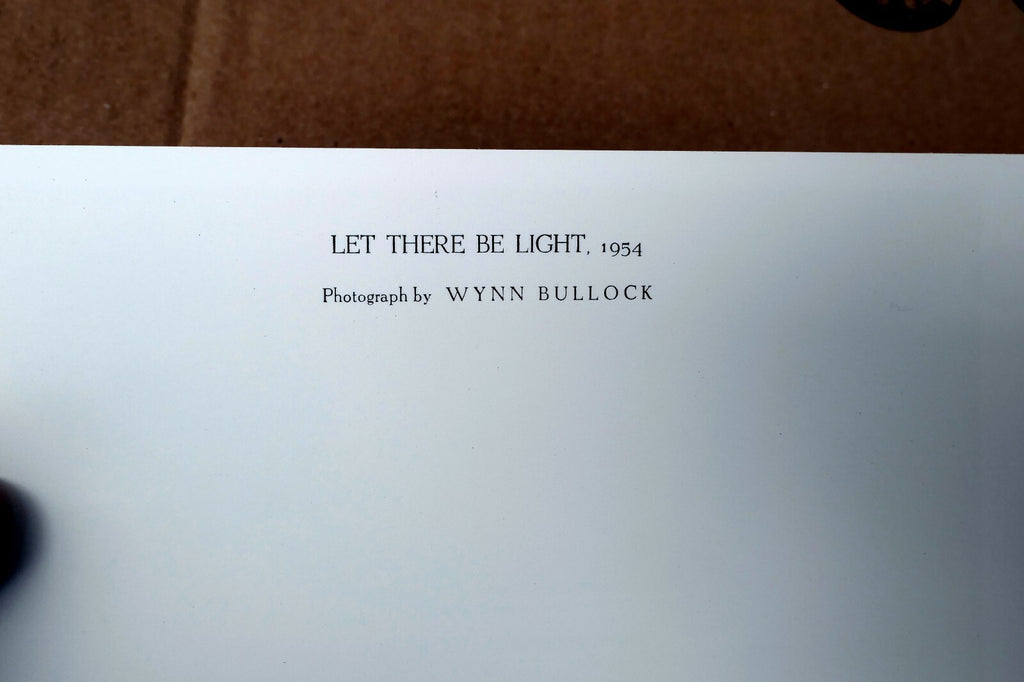 LET THERE BE LIGHT, 1954
Photograph by WYNN BULLOCK